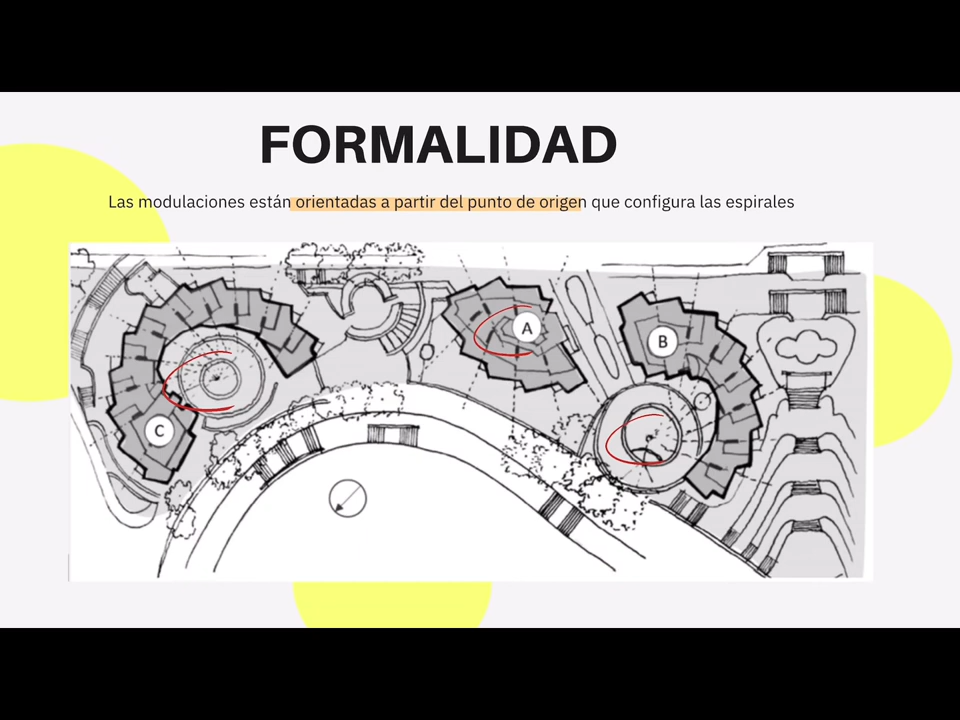 FORMALIDAD
Las modulaciones están orientadas a partir del punto de origen que configura las espirales
A
B
C